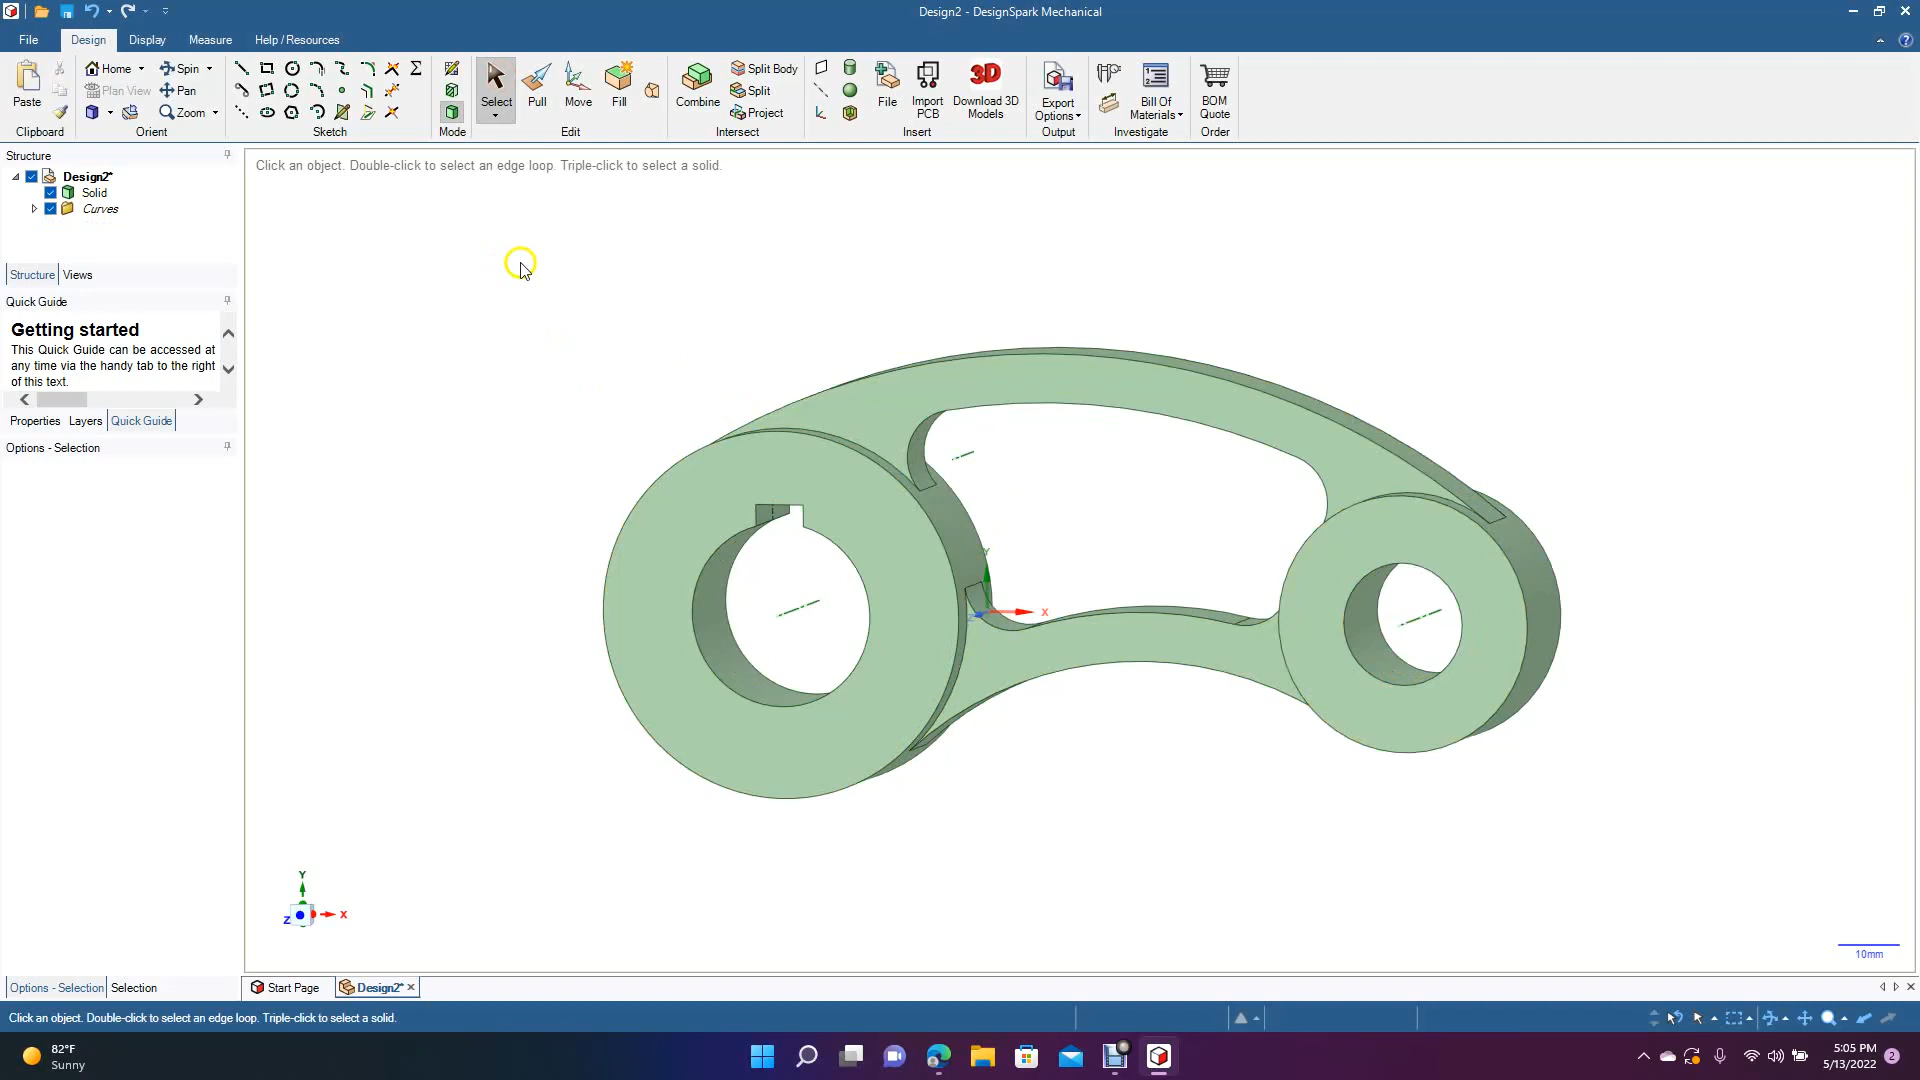 Design2 - DesignSpark Mechanical
File Design Display Measure Help / Resources
Paste
Clipboard
Home
Plan View
Spin
Pan
Zoom
Orient
Sketch
Mode
Select
Pull
Move
Fill
Edit
Combine
Split Body
Split
Project
Intersect
File
Import PCB
3D
Download 3D Models
Insert
Export Options
Output
Bill Of Materials
Investigate
BOM Quote
Order
Structure
Design2*
Solid
Curves
Structure Views
Quick Guide
Getting started
This Quick Guide can be accessed at
any time via the handy tab to the right
of this text.
Properties Layers Quick Guide
Options - Selection
Click an object. Double-click to select an edge loop. Triple-click to select a solid.
Y
X
Z
Y
Z
X
10mm
Options - Selection Selection
Start Page Design2*
Click an object. Double-click to select an edge loop. Triple-click to select a solid.
82°F
Sunny
5:05 PM
5/13/2022
2